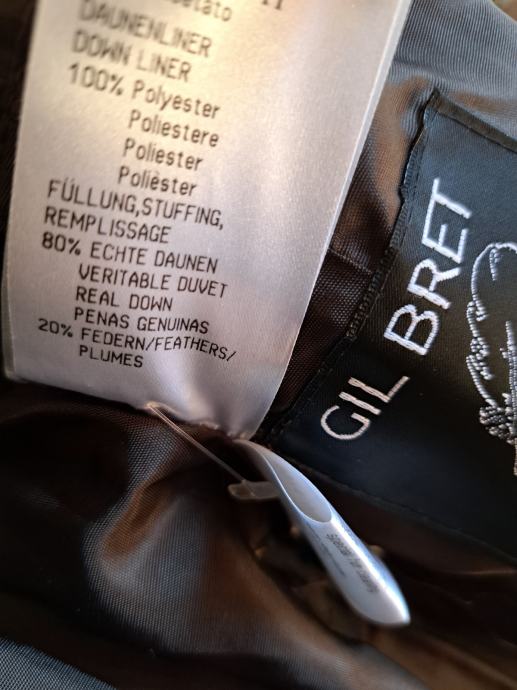 DAUNENLINER
DOWN LINER
100% Polyester
Poliestere
Poliester
Polièster
FÜLLUNG,STUFFING,
REMPLISSAGE
80% ECHTE DAUNEN
VERITABLE DUVET
REAL DOWN
PENAS GENUINAS
20% FEDERN/FEATHERS/
PLUMES
GIL BRET